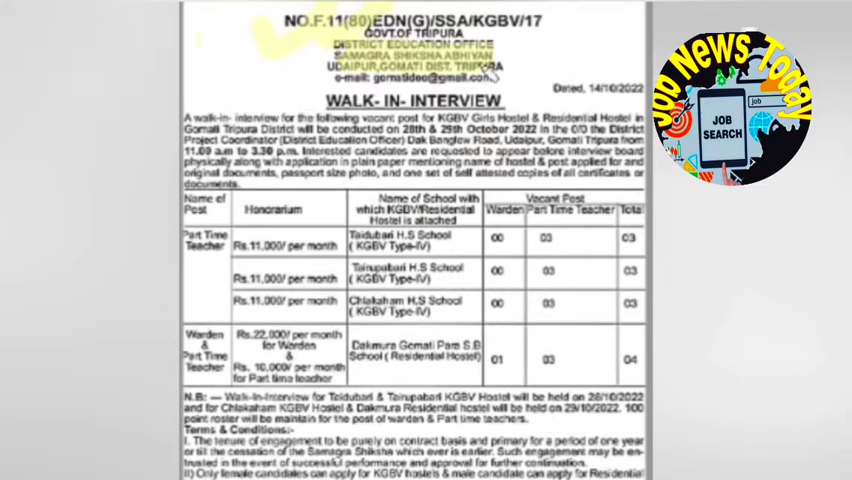 NO.F.11(80)EDN(G)/SSA/KGBV/17
GOVT.OF TRIPURA
DISTRICT EDUCATION OFFICE
SAMAGRA SHIKSHA ABHIYAN
UDAIPUR,GOMATI DIST. TRIPURA
e-mail: gomatideo@gmail.com
Dated, 14/10/2022
WALK- IN- INTERVIEW
A walk-in- interview for the following vacant post for KGBV Girls Hostel & Residential Hostel in
Gomati Tripura District will be conducted on 28th & 29th October 2022 in the 0/0 the District
Project Coordinator (District Education Officer) Dak Banglow Road, Udaipur, Gomati Tripura from
11.00 a.m to 3.30 p.m. Interested candidates are requested to appear before interview board
physically along with application in plain paper mentioning name of hostel & post applied for and
original documents, passport size photo, and one set of self attested copies of all certificates or
documents.
Name of Post Honorarium Name of School with which KGBV/Residential Hostel is attached Vacant Post
Warden Part Time Teacher Total
Part Time Teacher Rs.11,000/ per month Taidubari H.S School ( KGBV Type-IV) 00 03 03
Rs.11,000/ per month Tairupabari H.S School ( KGBV Type-IV) 00 03 03
Rs.11,000/ per month Chlakaham H.S School ( KGBV Type-IV) 00 03 03
Warden & Part Time Teacher Rs.22,000/ per month for Warden & Rs. 10,000/ per month for Part time teacher Dakmura Gomati Para S.B School ( Residential Hostel) 01 03 04
N.B: — Walk-In-Interview for Taidubari & Tairupabari KGBV Hostel will be held on 28/10/2022
and for Chlakaham KGBV Hostel & Dakmura Residential hostel will be held on 29/10/2022. 100
point roster will be maintain for the post of warden & Part time teachers.
Terms & Conditions:-
I. The tenure of engagement to be purely on contract basis and primary for a period of one year
or till the cessation of the Samagra Shiksha which ever is earlier. Such engagement may be en-
trusted in the event of successful performance and approval for further continuation.
II) Only female candidates can apply for KGBV hostels & male candidate can apply for Residential
Job News Today
job
JOB
SEARCH